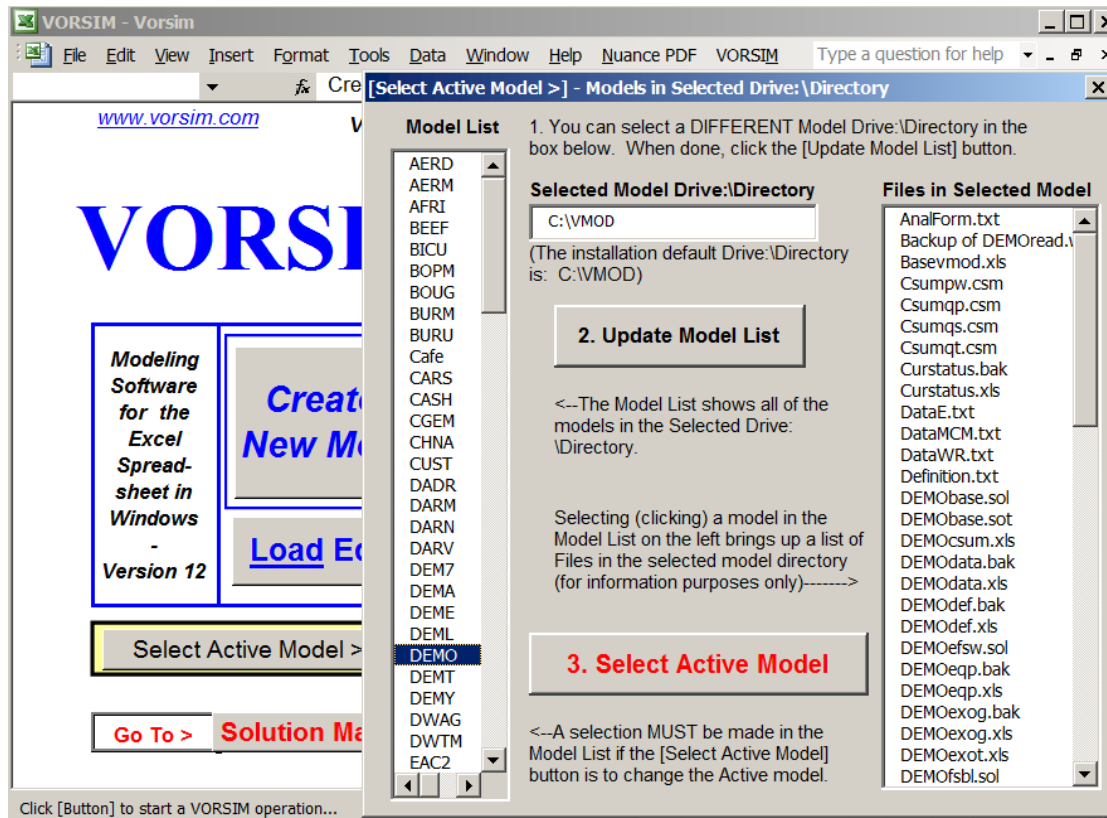 VORSIM - Vorsim
File Edit View Insert Format Tools Data Window Help Nuance PDF VORSIM Type a question for help
fx Cre
www.vorsim.com V
VORSI
Modeling
Software
for the
Excel
Spread-
sheet in
Windows
-
Version 12
Creat
New M
Load Ed
Select Active Model >
Go To > Solution Ma
Click [Button] to start a VORSIM operation...
[Select Active Model >] - Models in Selected Drive:\Directory
Model List
AERD
AERM
AFRI
BEEF
BICU
BOPM
BOUG
BURM
BURU
Cafe
CARS
CASH
CGEM
CHNA
CUST
DADR
DARM
DARN
DARV
DEM7
DEMA
DEME
DEML
DEMO
DEMT
DEMY
DWAG
DWTM
EAC2
1. You can select a DIFFERENT Model Drive:\Directory in the
box below. When done, click the [Update Model List] button.
Selected Model Drive:\Directory
C:\VMOD
(The installation default Drive:\Directory
is: C:\VMOD)
2. Update Model List
<--The Model List shows all of the
models in the Selected Drive:
\Directory.
Selecting (clicking) a model in the
Model List on the left brings up a list of
Files in the selected model directory
(for information purposes only)------->
3. Select Active Model
<--A selection MUST be made in the
Model List if the [Select Active Model]
button is to change the Active model.
Files in Selected Model
AnalForm.txt
Backup of DEMOread.
Basevmod.xls
Csumpw.csm
Csumqp.csm
Csumqs.csm
Csumqt.csm
Curstatus.bak
Curstatus.xls
DataE.txt
DataMCM.txt
DataWR.txt
Definition.txt
DEMObase.sol
DEMObase.sot
DEMOcsum.xls
DEMOdata.bak
DEMOdata.xls
DEMOdef.bak
DEMOdef.xls
DEMOefsw.sol
DEMOeqp.bak
DEMOeqp.xls
DEMOexog.bak
DEMOexog.xls
DEMOexot.xls
DEMOfsbl.sol